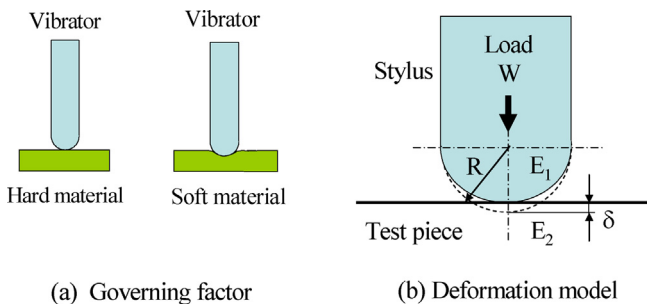 Vibrator
Vibrator
Hard material
Soft material
(a) Governing factor
Load
W
Stylus
R
E1
δ
Test piece
E2
(b) Deformation model